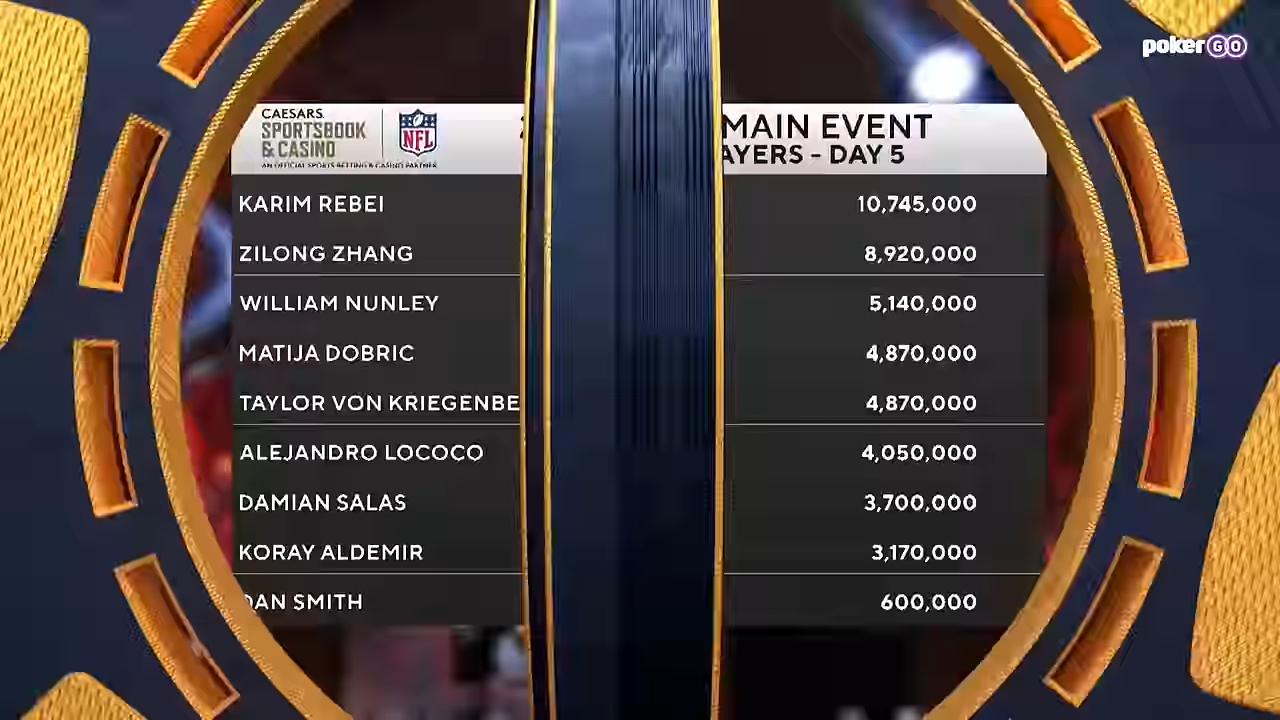 poker GO
CAESARS
SPORTSBOOK
& CASINO
AN OFFICIAL SPORTS BETTING & CASINO PARTNER
NFL
MAIN EVENT
AYERS - DAY 5
KARIM REBEI 10,745,000
ZILONG ZHANG 8,920,000
WILLIAM NUNLEY 5,140,000
MATIJA DOBRIC 4,870,000
TAYLOR VON KRIEGENBE 4,870,000
ALEJANDRO LOCOCO 4,050,000
DAMIAN SALAS 3,700,000
KORAY ALDEMIR 3,170,000
DAN SMITH 600,000